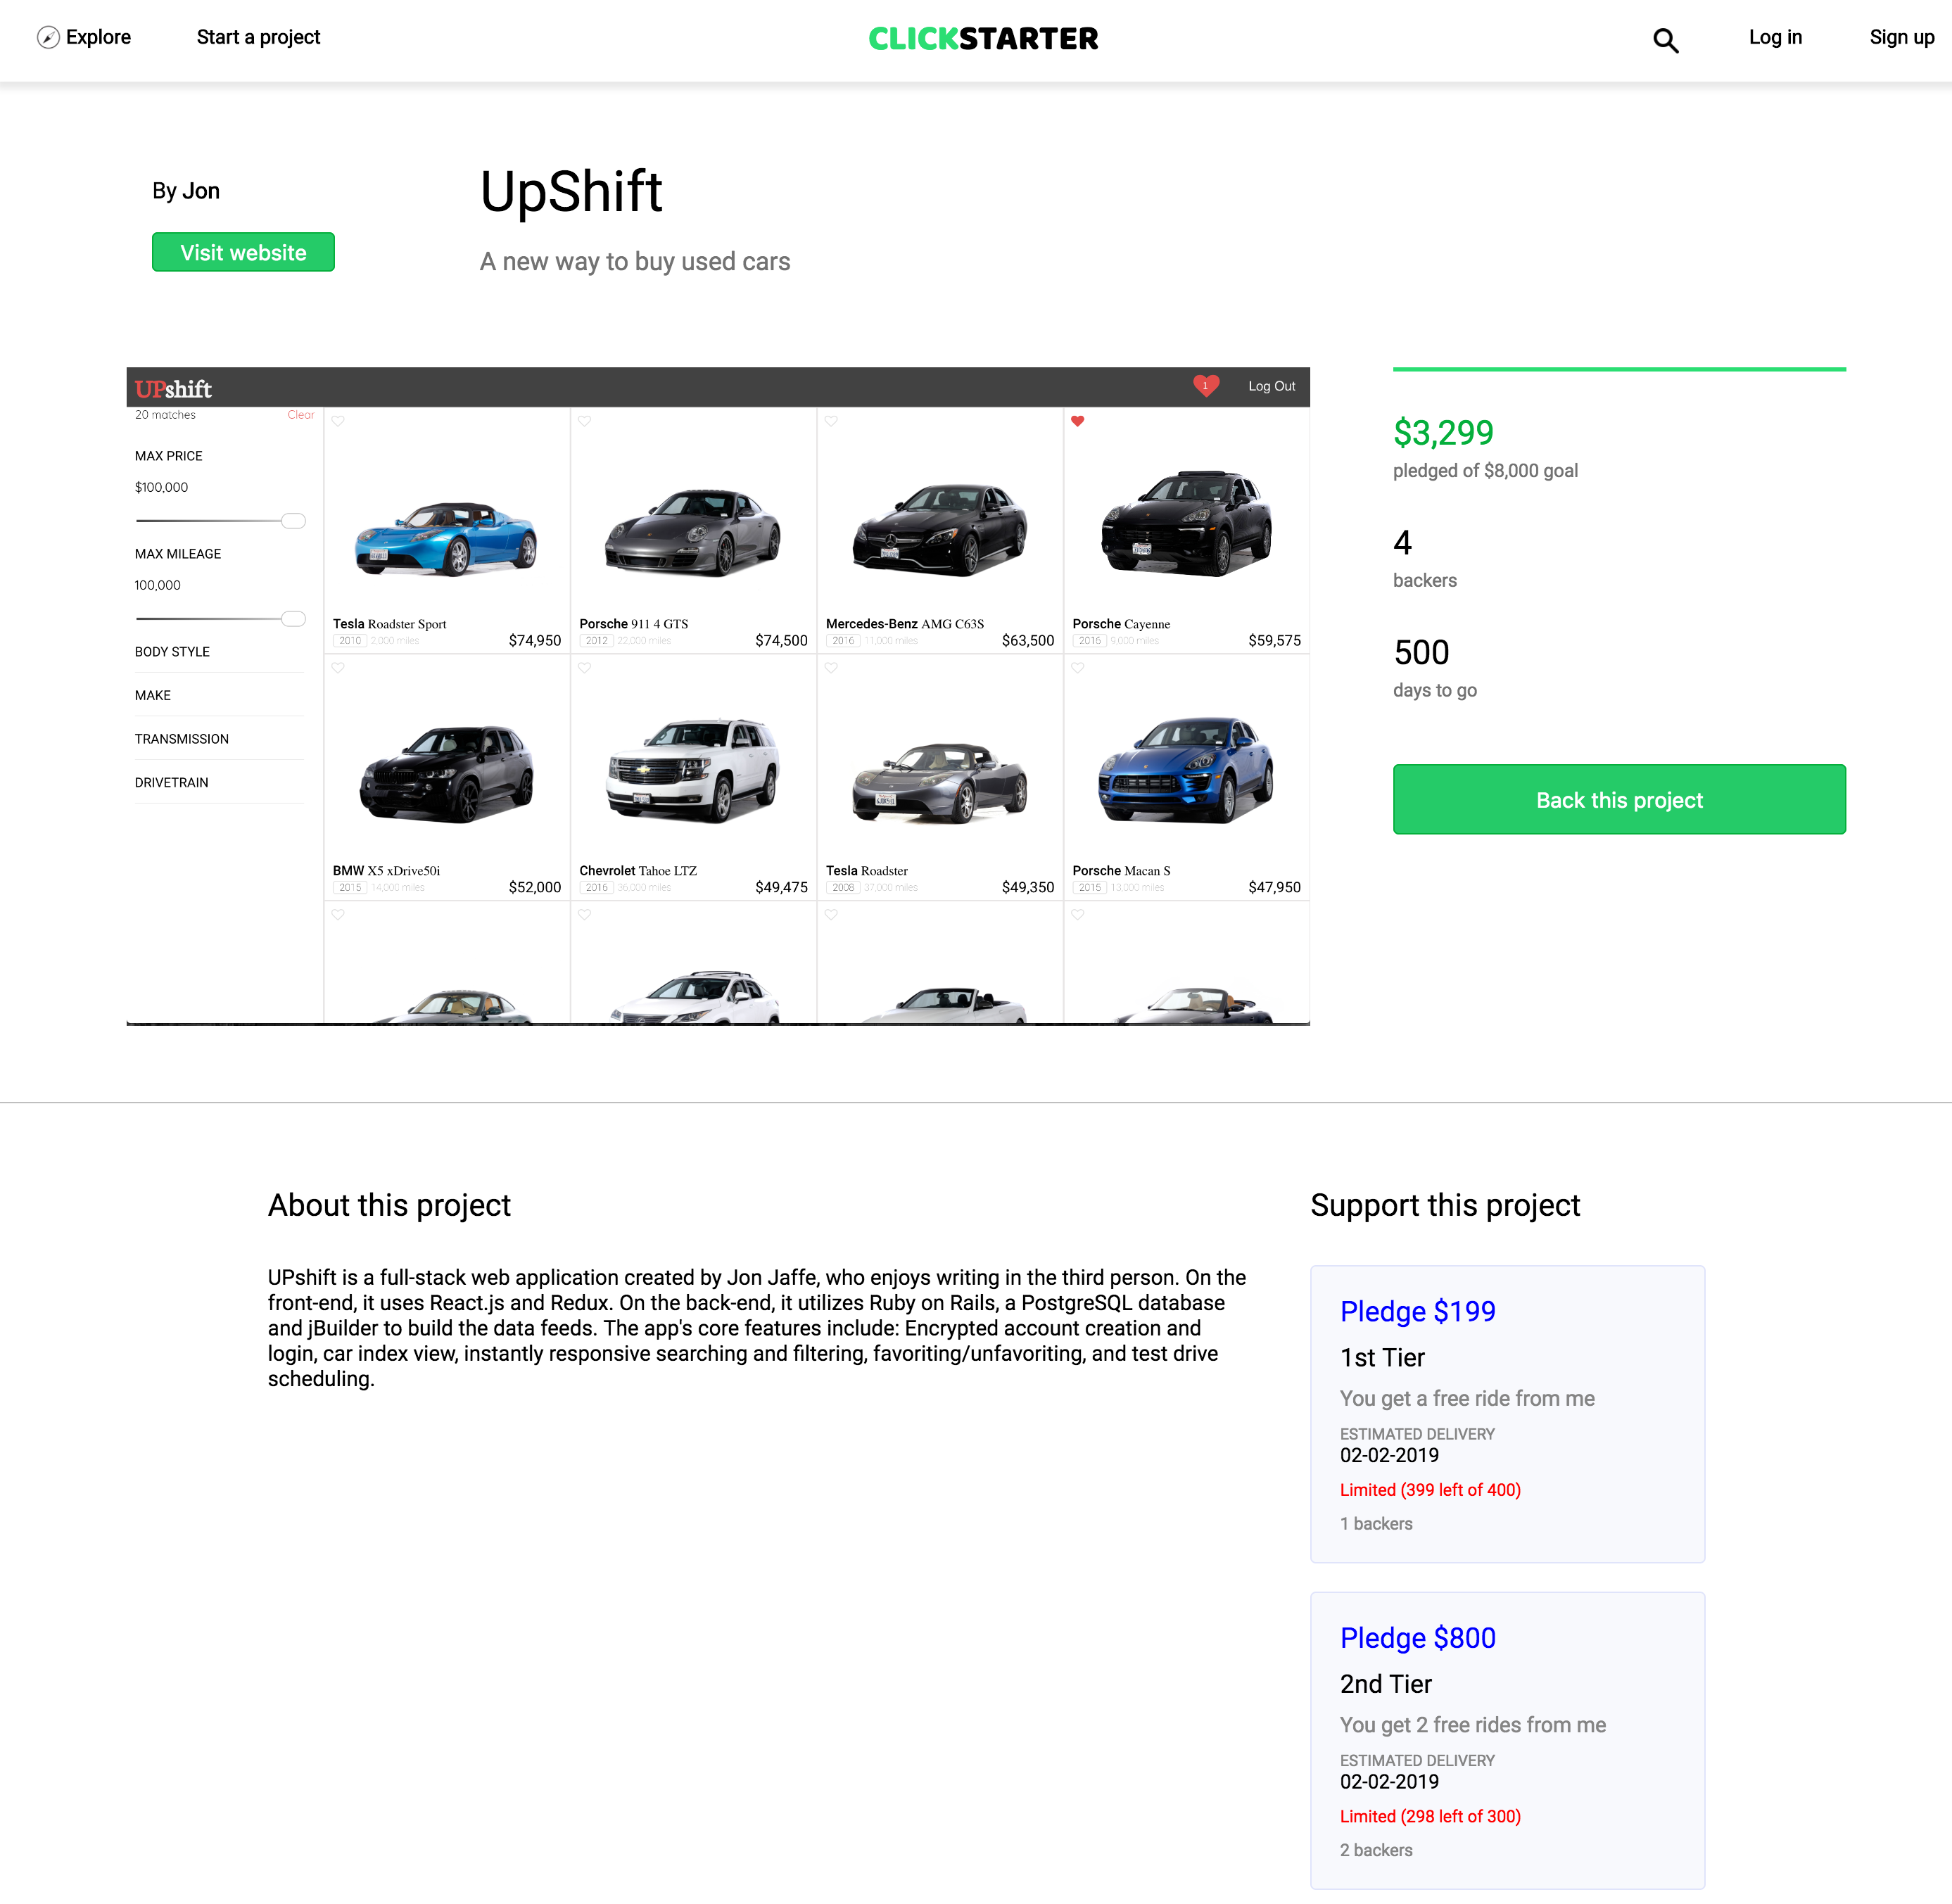 Explore
Start a project
CLICKSTARTER
Log in
Sign up
By Jon
Visit website
UpShift
A new way to buy used cars
UPshift
1
Log Out
20 matches
Clear
MAX PRICE
$100,000
MAX MILEAGE
100,000
BODY STYLE
MAKE
TRANSMISSION
DRIVETRAIN
Tesla Roadster Sport
2010 2,000 miles $74,950
Porsche 911 4 GTS
2012 22,000 miles $74,500
Mercedes-Benz AMG C63S
2016 11,000 miles $63,500
Porsche Cayenne
2016 9,000 miles $59,575
BMW X5 xDrive50i
2015 14,000 miles $52,000
Chevrolet Tahoe LTZ
2016 36,000 miles $49,475
Tesla Roadster
2008 37,000 miles $49,350
Porsche Macan S
2015 13,000 miles $47,950
$3,299
pledged of $8,000 goal
4
backers
500
days to go
Back this project
About this project
UPshift is a full-stack web application created by Jon Jaffe, who enjoys writing in the third person. On the
front-end, it uses React.js and Redux. On the back-end, it utilizes Ruby on Rails, a PostgreSQL database
and jBuilder to build the data feeds. The app's core features include: Encrypted account creation and
login, car index view, instantly responsive searching and filtering, favoriting/unfavoriting, and test drive
scheduling.
Support this project
Pledge $199
1st Tier
You get a free ride from me
ESTIMATED DELIVERY
02-02-2019
Limited (399 left of 400)
1 backers
Pledge $800
2nd Tier
You get 2 free rides from me
ESTIMATED DELIVERY
02-02-2019
Limited (298 left of 300)
2 backers